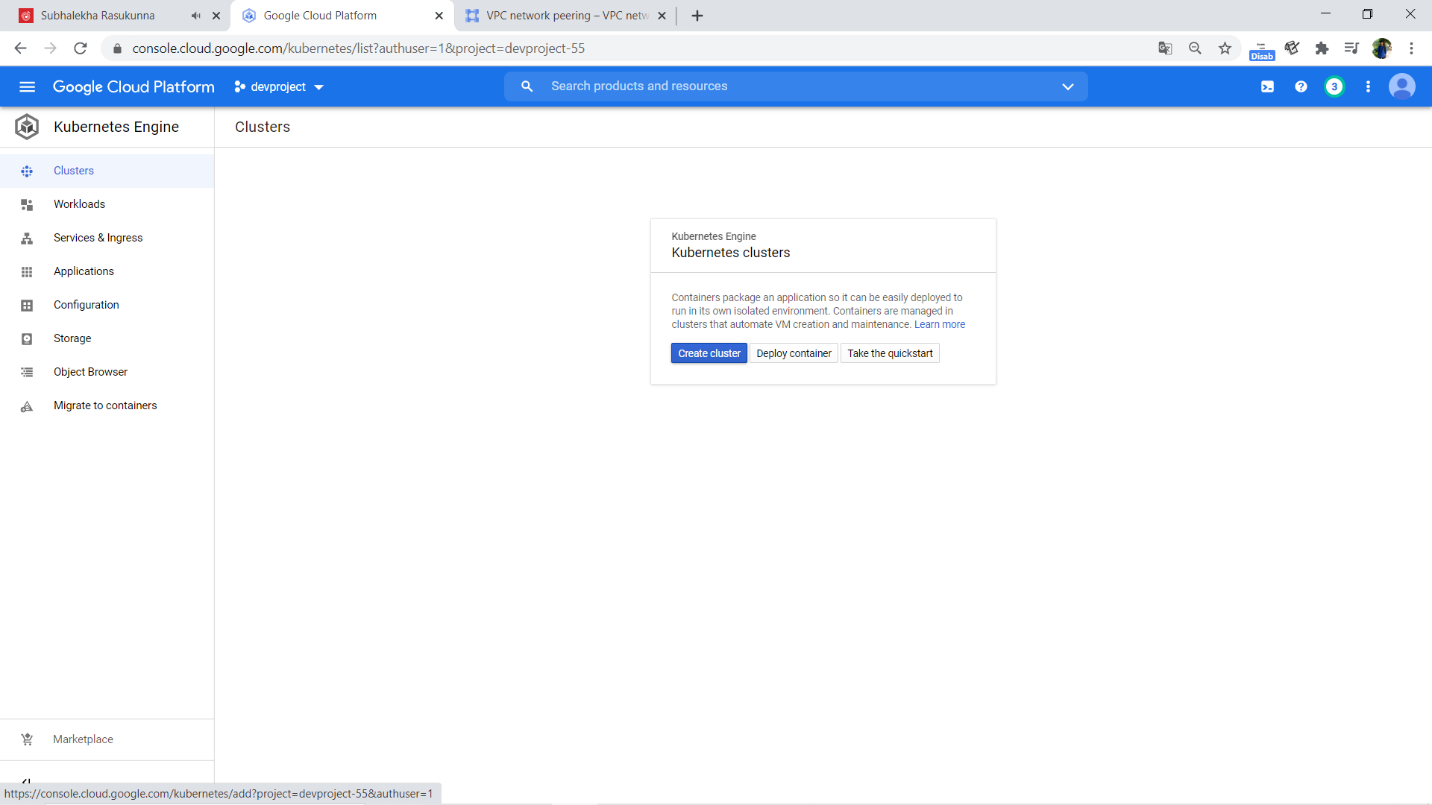 Subhalekha Rasukunna
Google Cloud Platform
VPC network peering – VPC netw
console.cloud.google.com/kubernetes/list?authuser=1&project=devproject-55
Disab
Google Cloud Platform
devproject
Search products and resources
3
Kubernetes Engine
Clusters
Clusters
Workloads
Services & Ingress
Applications
Configuration
Storage
Object Browser
Migrate to containers
Kubernetes Engine
Kubernetes clusters
Containers package an application so it can be easily deployed to
run in its own isolated environment. Containers are managed in
clusters that automate VM creation and maintenance. Learn more
Create cluster Deploy container Take the quickstart
Marketplace
https://console.cloud.google.com/kubernetes/add?project=devproject-55&authuser=1